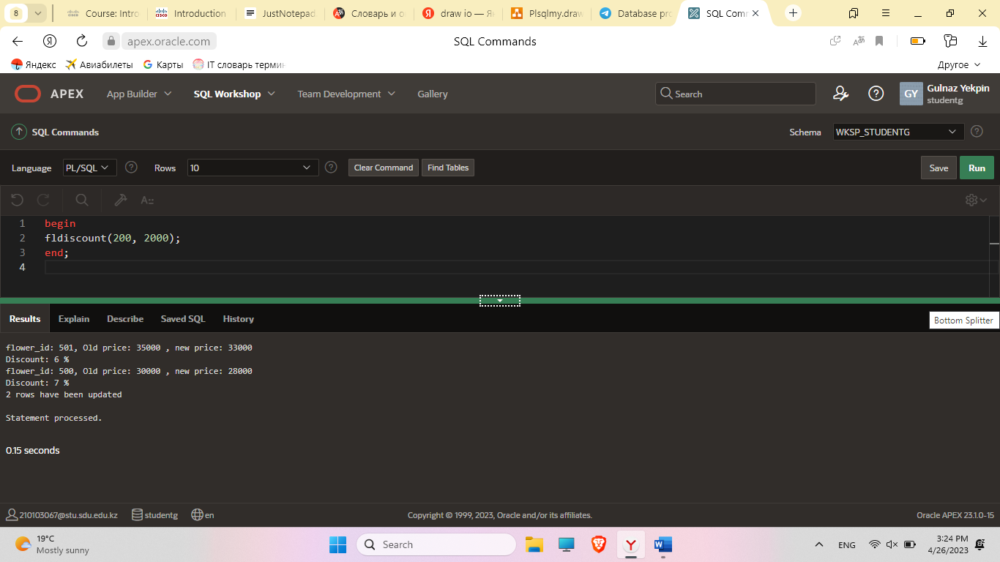 8
Course: Intro
Introduction
JustNotepad
Словарь и о
draw io — Ян
Plsqlmy.draw
Database pro
SQL Comm
apex.oracle.com
SQL Commands
Яндекс
Авиабилеты
Карты
IT словарь термин
Другое
APEX
App Builder
SQL Workshop
Team Development
Gallery
Search
GY
Gulnaz Yekpin
studentg
SQL Commands
Schema
WKSP_STUDENTG
Language
PL/SQL
Rows
10
Clear Command
Find Tables
Save
Run
1 begin
2 fldiscount(200, 2000);
3 end;
4
Results
Explain
Describe
Saved SQL
History
Bottom Splitter
flower_id: 501, Old price: 35000 , new price: 33000
Discount: 6 %
flower_id: 500, Old price: 30000 , new price: 28000
Discount: 7 %
2 rows have been updated
Statement processed.
0.15 seconds
210103067@stu.sdu.edu.kz
studentg
en
Copyright © 1999, 2023, Oracle and/or its affiliates.
Oracle APEX 23.1.0-15
19°C
Mostly sunny
Search
ENG
3:24 PM
4/26/2023